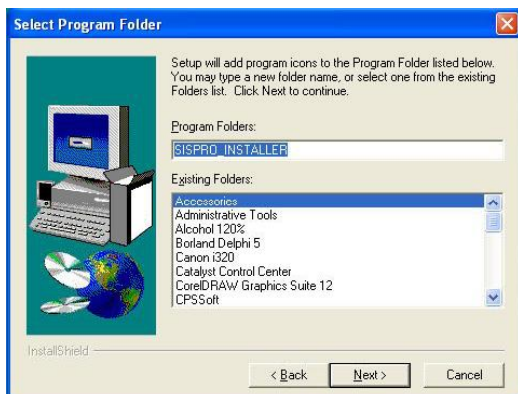 Select Program Folder
Setup will add program icons to the Program Folder listed below.
You may type a new folder name, or select one from the existing
Folders list. Click Next to continue.
Program Folders:
SISPRO_INSTALLER
Existing Folders:
Accessories
Administrative Tools
Alcohol 120%
Borland Delphi 5
Canon i320
Catalyst Control Center
CorelDRAW Graphics Suite 12
CPSSoft
InstallShield
< Back
Next >
Cancel